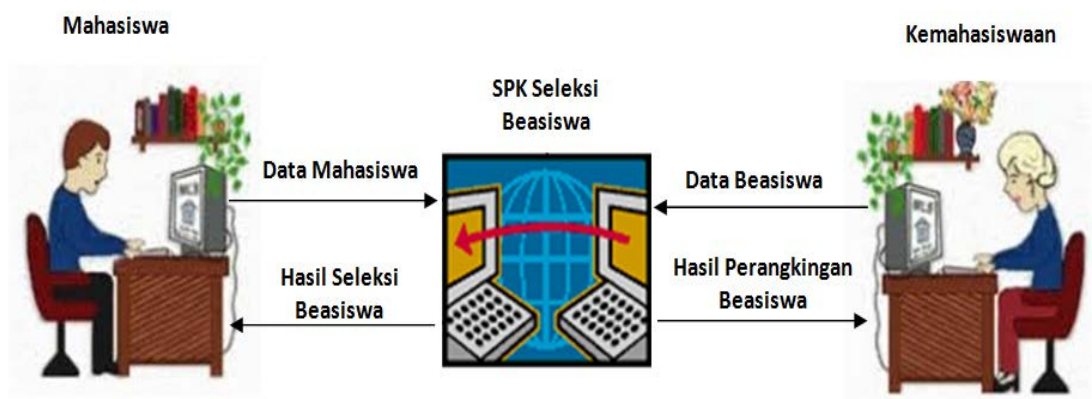 Mahasiswa
Kemahasiswaan
SPK Seleksi
Beasiswa
Data Mahasiswa
Data Beasiswa
Hasil Seleksi
Beasiswa
Hasil Perangkingan
Beasiswa